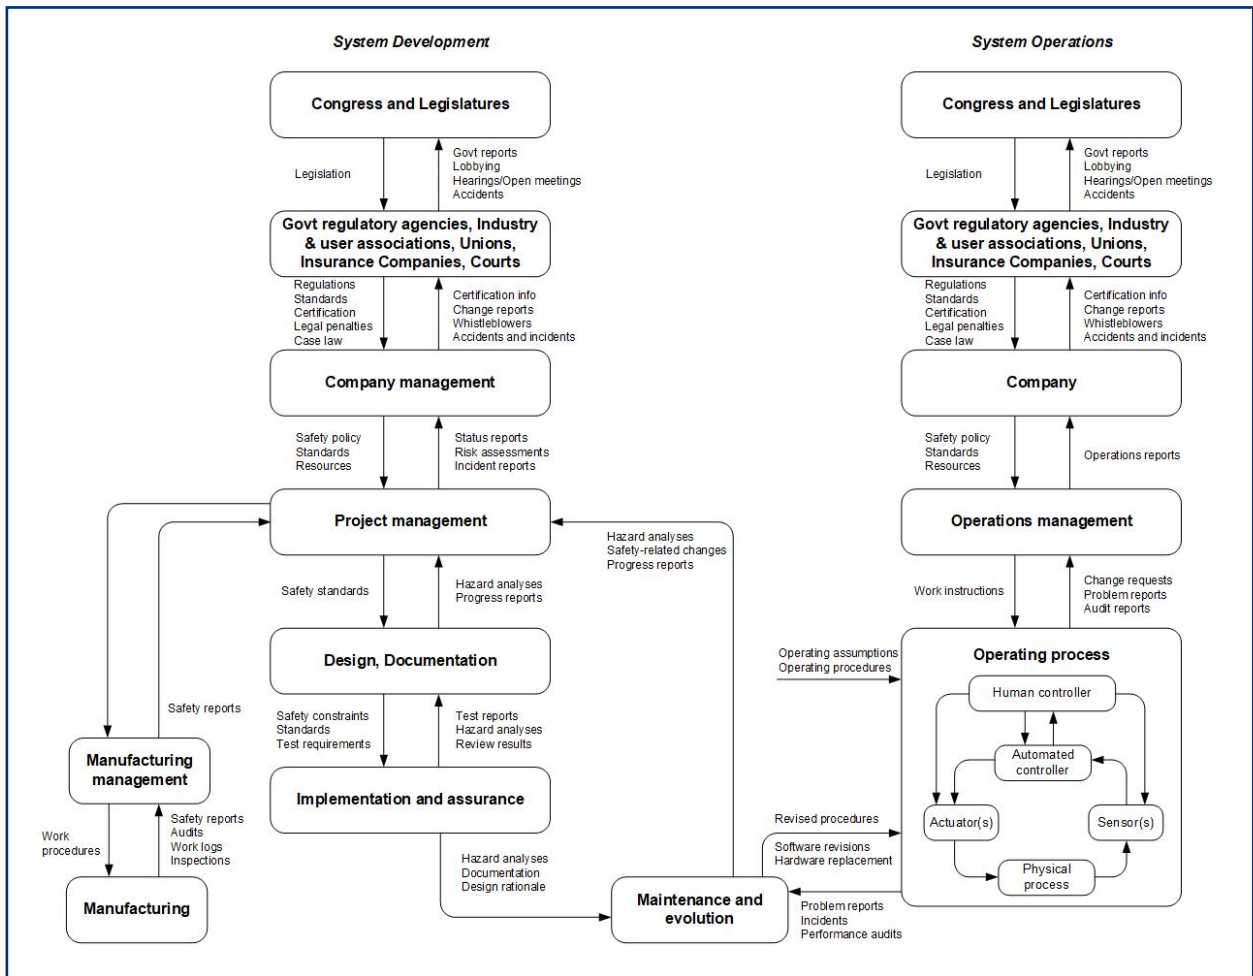 System Development
System Operations
Congress and Legislatures
Legislation
Govt reports
Lobbying
Hearings/Open meetings
Accidents
Govt regulatory agencies, Industry
& user associations, Unions,
Insurance Companies, Courts
Regulations
Standards
Certification
Legal penalties
Case law
Certification info
Change reports
Whistleblowers
Accidents and incidents
Company management
Safety policy
Standards
Resources
Status reports
Risk assessments
Incident reports
Project management
Safety standards
Hazard analyses
Progress reports
Design, Documentation
Safety constraints
Standards
Test requirements
Test reports
Hazard analyses
Review results
Implementation and assurance
Safety reports
Manufacturing
management
Work
procedures
Safety reports
Audits
Work logs
Inspections
Manufacturing
Hazard analyses
Documentation
Design rationale
Hazard analyses
Safety-related changes
Progress reports
Maintenance and
evolution
Revised procedures
Software revisions
Hardware replacement
Problem reports
Incidents
Performance audits
Congress and Legislatures
Legislation
Govt reports
Lobbying
Hearings/Open meetings
Accidents
Govt regulatory agencies, Industry
& user associations, Unions,
Insurance Companies, Courts
Regulations
Standards
Certification
Legal penalties
Case law
Certification info
Change reports
Whistleblowers
Accidents and incidents
Company
Safety policy
Standards
Resources
Operations reports
Operations management
Work instructions
Change requests
Problem reports
Audit reports
Operating assumptions
Operating procedures
Operating process
Human controller
Automated
controller
Actuator(s)
Sensor(s)
Physical
process